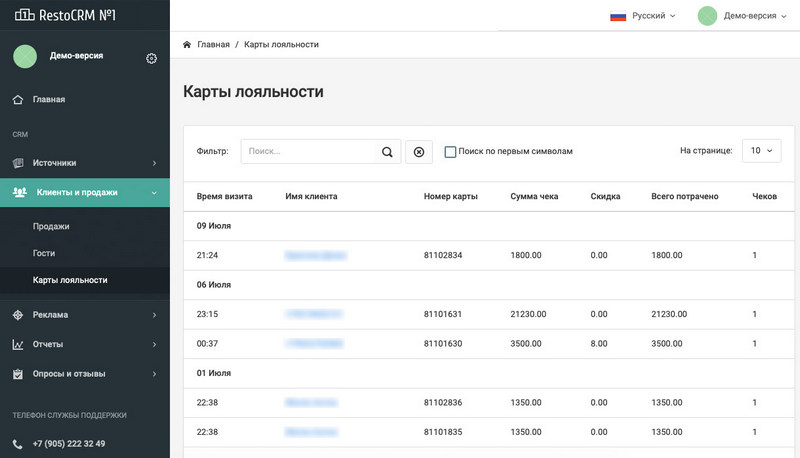 RestoCRM №1
Русский
Демо-версия
Демо-версия
Главная / Карты лояльности
Главная
Карты лояльности
CRM
Фильтр: Поиск... Поиск по первым символам На странице: 10
Источники
Клиенты и продажи
Время визита Имя клиента Номер карты Сумма чека Скидка Всего потрачено Чеков
Продажи
09 Июля
Гости
21:24 81102834 1800.00 0.00 1800.00 1
Карты лояльности
06 Июля
Реклама
23:15 81101631 21230.00 0.00 21230.00 1
Отчеты
00:37 81101630 3500.00 8.00 3500.00 1
Опросы и отзывы
01 Июля
22:38 81102836 1350.00 0.00 1350.00 1
ТЕЛЕФОН СЛУЖБЫ ПОДДЕРЖКИ
22:38 81101835 1350.00 0.00 1350.00 1
+7 (905) 222 32 49